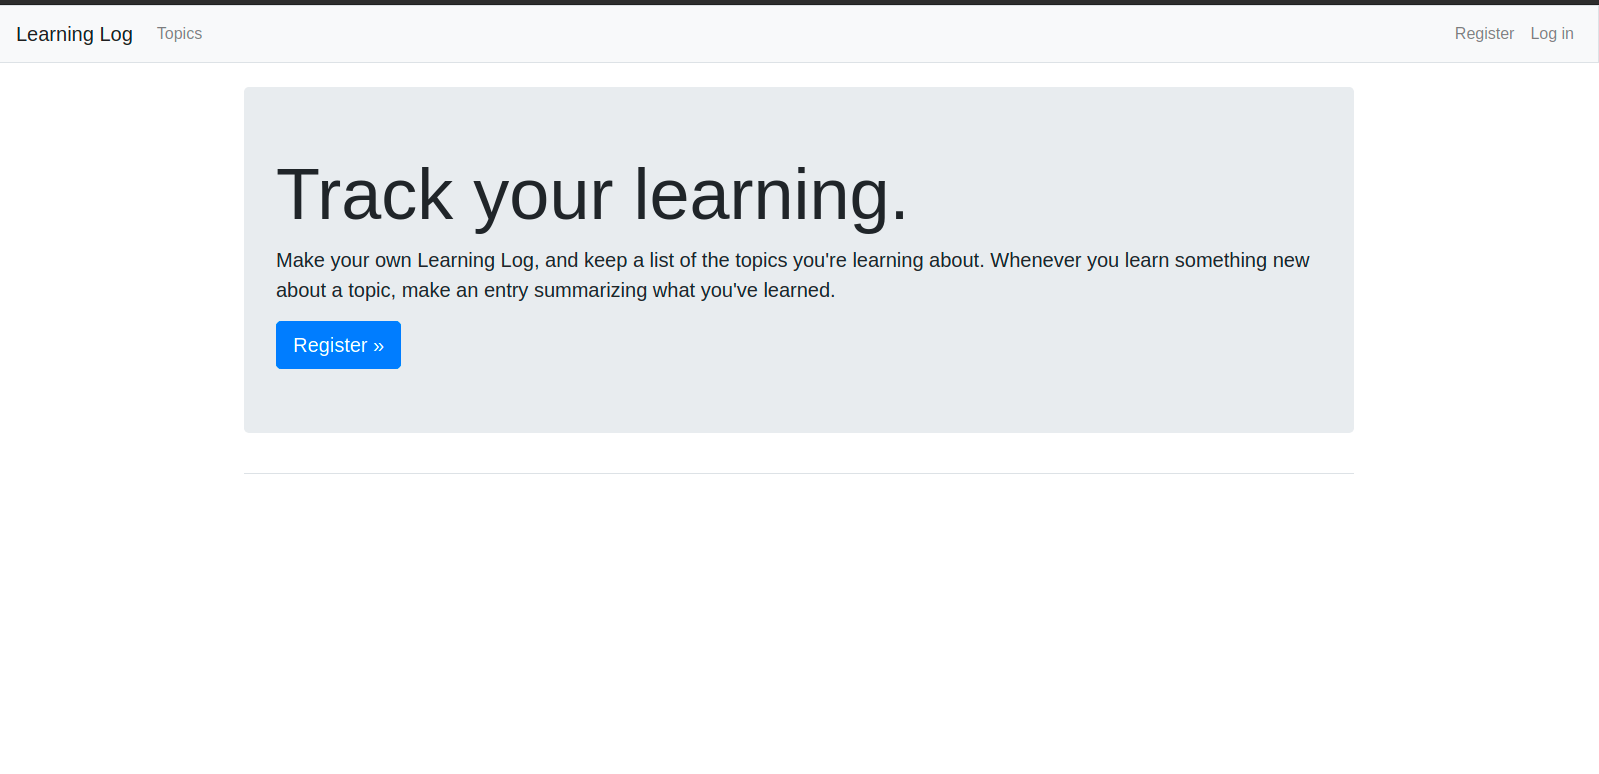 Learning Log Topics Register Log in
Track your learning.
Make your own Learning Log, and keep a list of the topics you're learning about. Whenever you learn something new
about a topic, make an entry summarizing what you've learned.
Register »